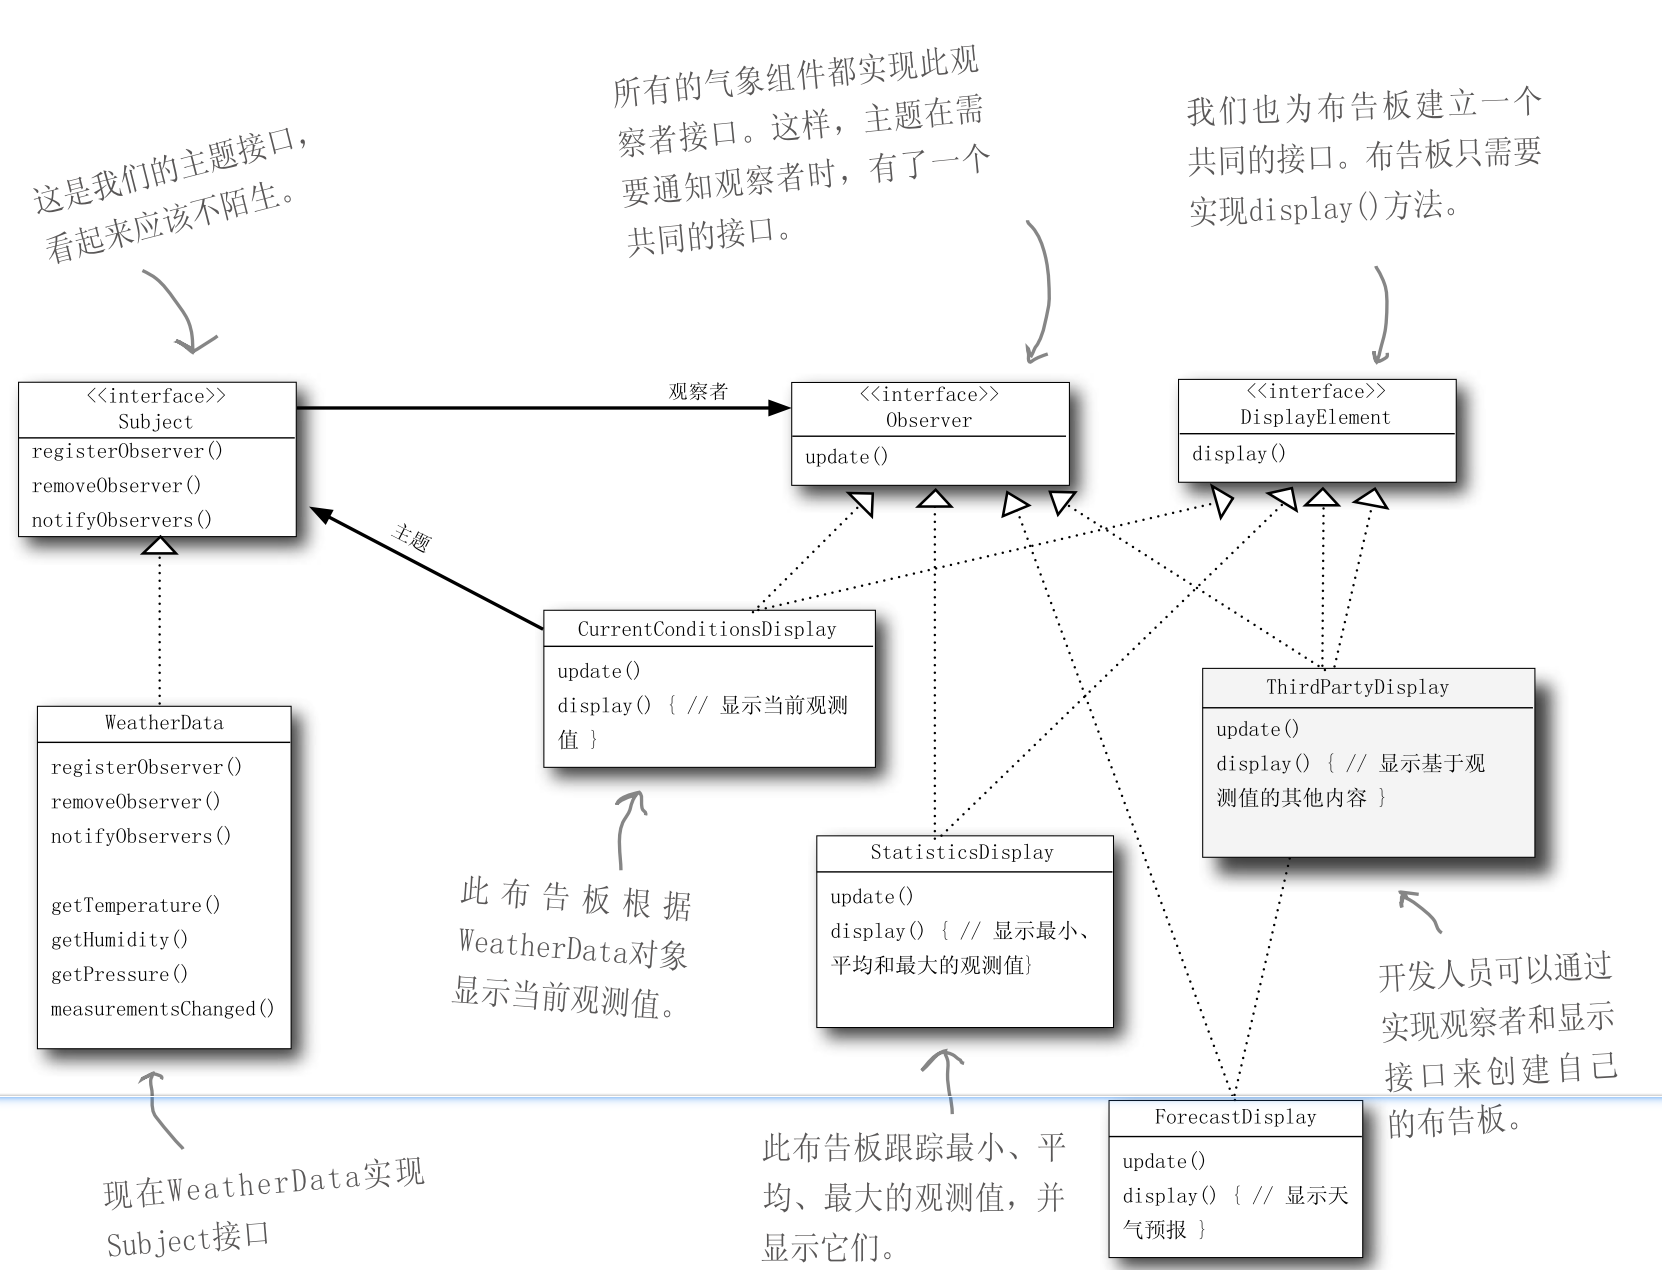 这是我们的主题接口，
看起来应该不陌生。
所有的气象组件都实现此观
察者接口。这样，主题在需
要通知观察者时，有了一个
共同的接口。
我们也为布告板建立一个
共同的接口。布告板只需要
实现display()方法。
<<interface>>
Subject
registerObserver()
removeObserver()
notifyObservers()
观察者
<<interface>>
Observer
update()
<<interface>>
DisplayElement
display()
主题
CurrentConditionsDisplay
update()
display() { // 显示当前观测
值 }
ThirdPartyDisplay
update()
display() { // 显示基于观
测值的其他内容 }
WeatherData
registerObserver()
removeObserver()
notifyObservers()
getTemperature()
getHumidity()
getPressure()
measurementsChanged()
此布告板根据
WeatherData对象
显示当前观测值。
StatisticsDisplay
update()
display() { // 显示最小、
平均和最大的观测值}
开发人员可以通过
实现观察者和显示
接口来创建自己
的布告板。
现在WeatherData实现
Subject接口
此布告板跟踪最小、平
均、最大的观测值，并
显示它们。
ForecastDisplay
update()
display() { // 显示天
气预报 }